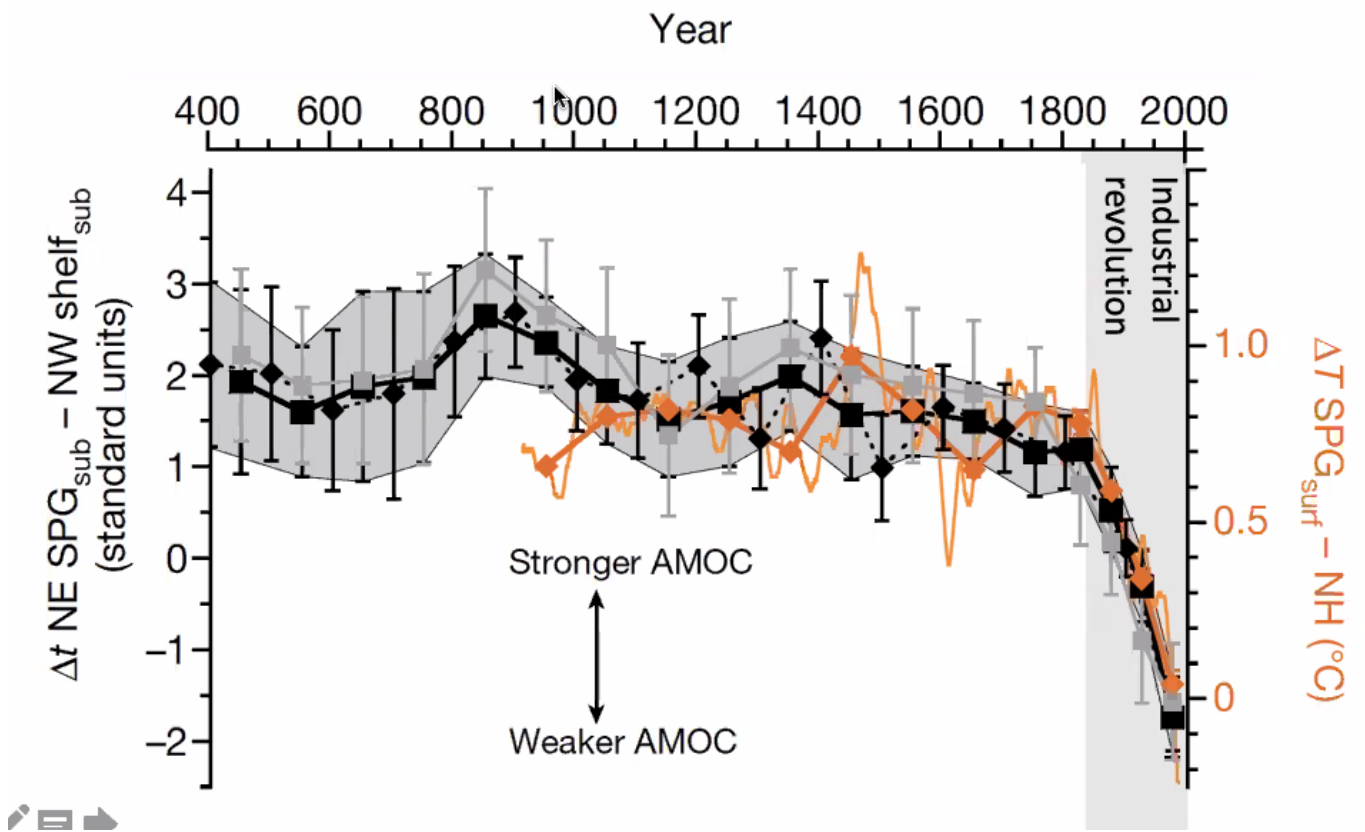 Year
400 600 800 1000 1200 1400 1600 1800 2000
Δt NE SPGsub – NW shelfsub
(standard units)
4
3
2
1
0
–1
–2
Stronger AMOC
Weaker AMOC
Industrial
revolution
1.0
0.5
0
ΔT SPGsurf – NH (°C)